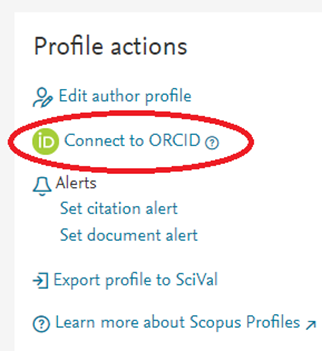 Profile actions
Edit author profile
iD Connect to ORCID ?
Alerts
Set citation alert
Set document alert
Export profile to SciVal
? Learn more about Scopus Profiles ↗